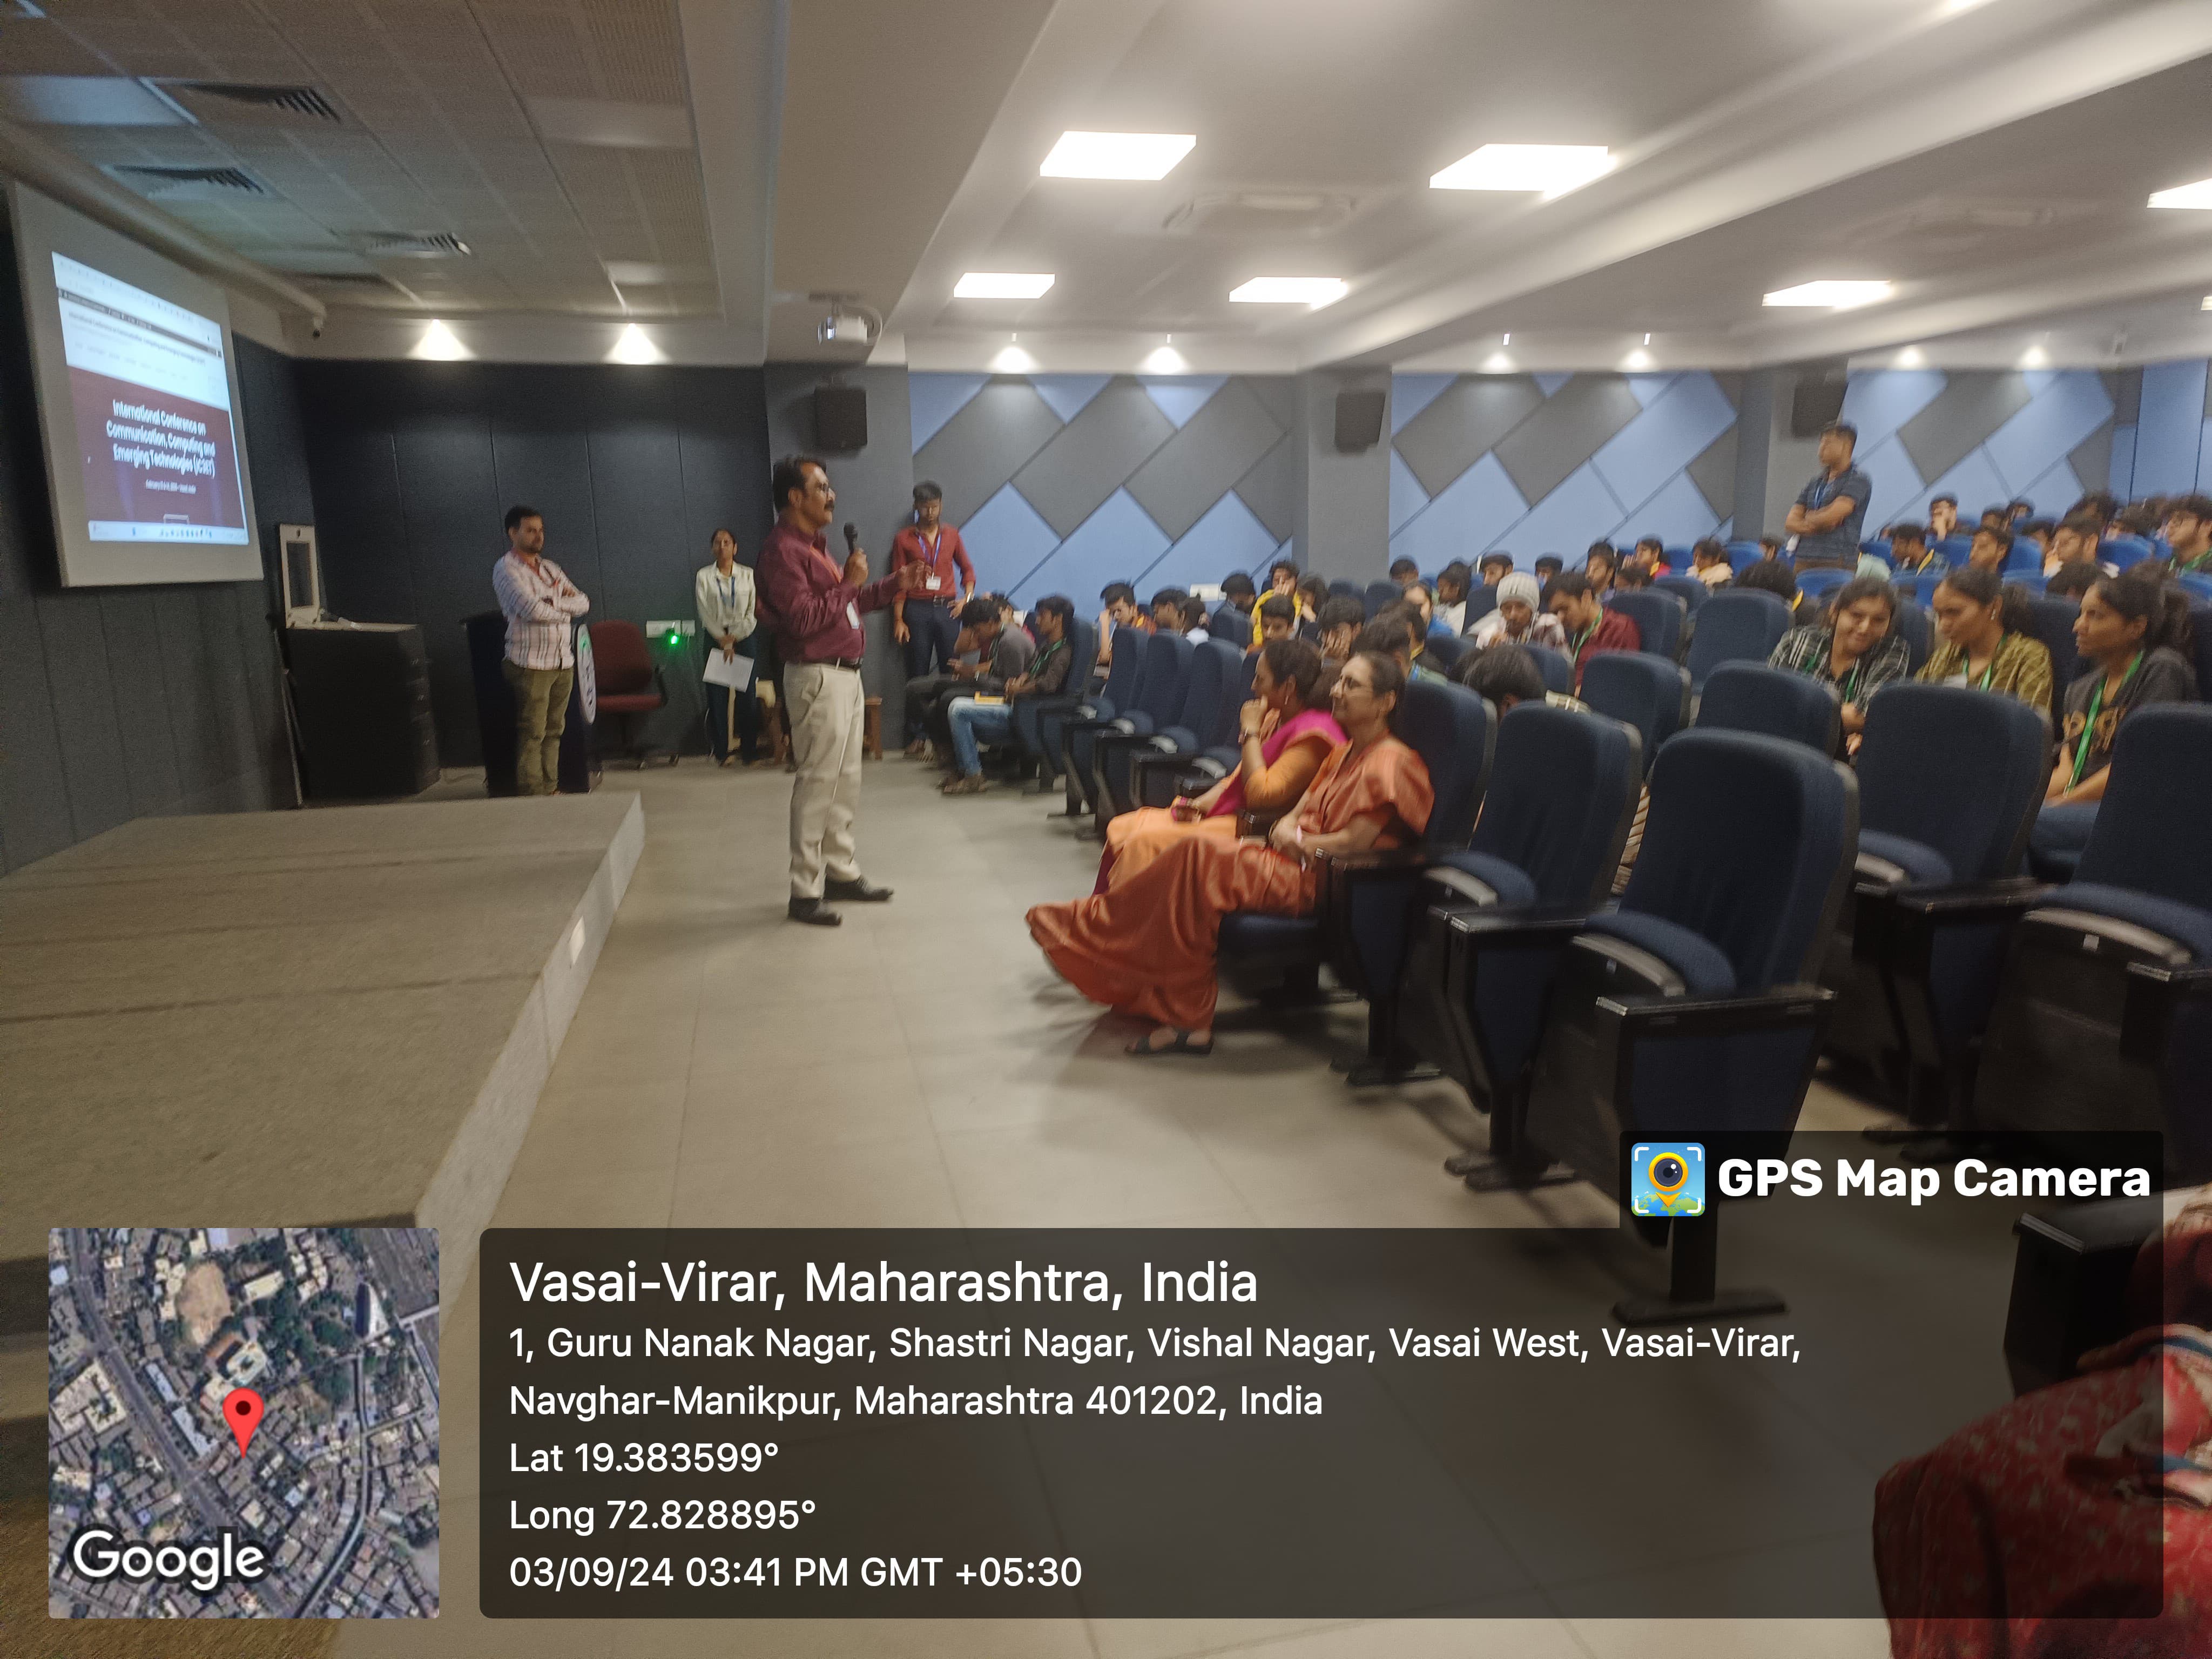 International Conference on
Communication, Computing and
Emerging Technologies (IC3ET)
GPS Map Camera
Vasai-Virar, Maharashtra, India
1, Guru Nanak Nagar, Shastri Nagar, Vishal Nagar, Vasai West, Vasai-Virar,
Navghar-Manikpur, Maharashtra 401202, India
Lat 19.383599°
Long 72.828895°
03/09/24 03:41 PM GMT +05:30
Google